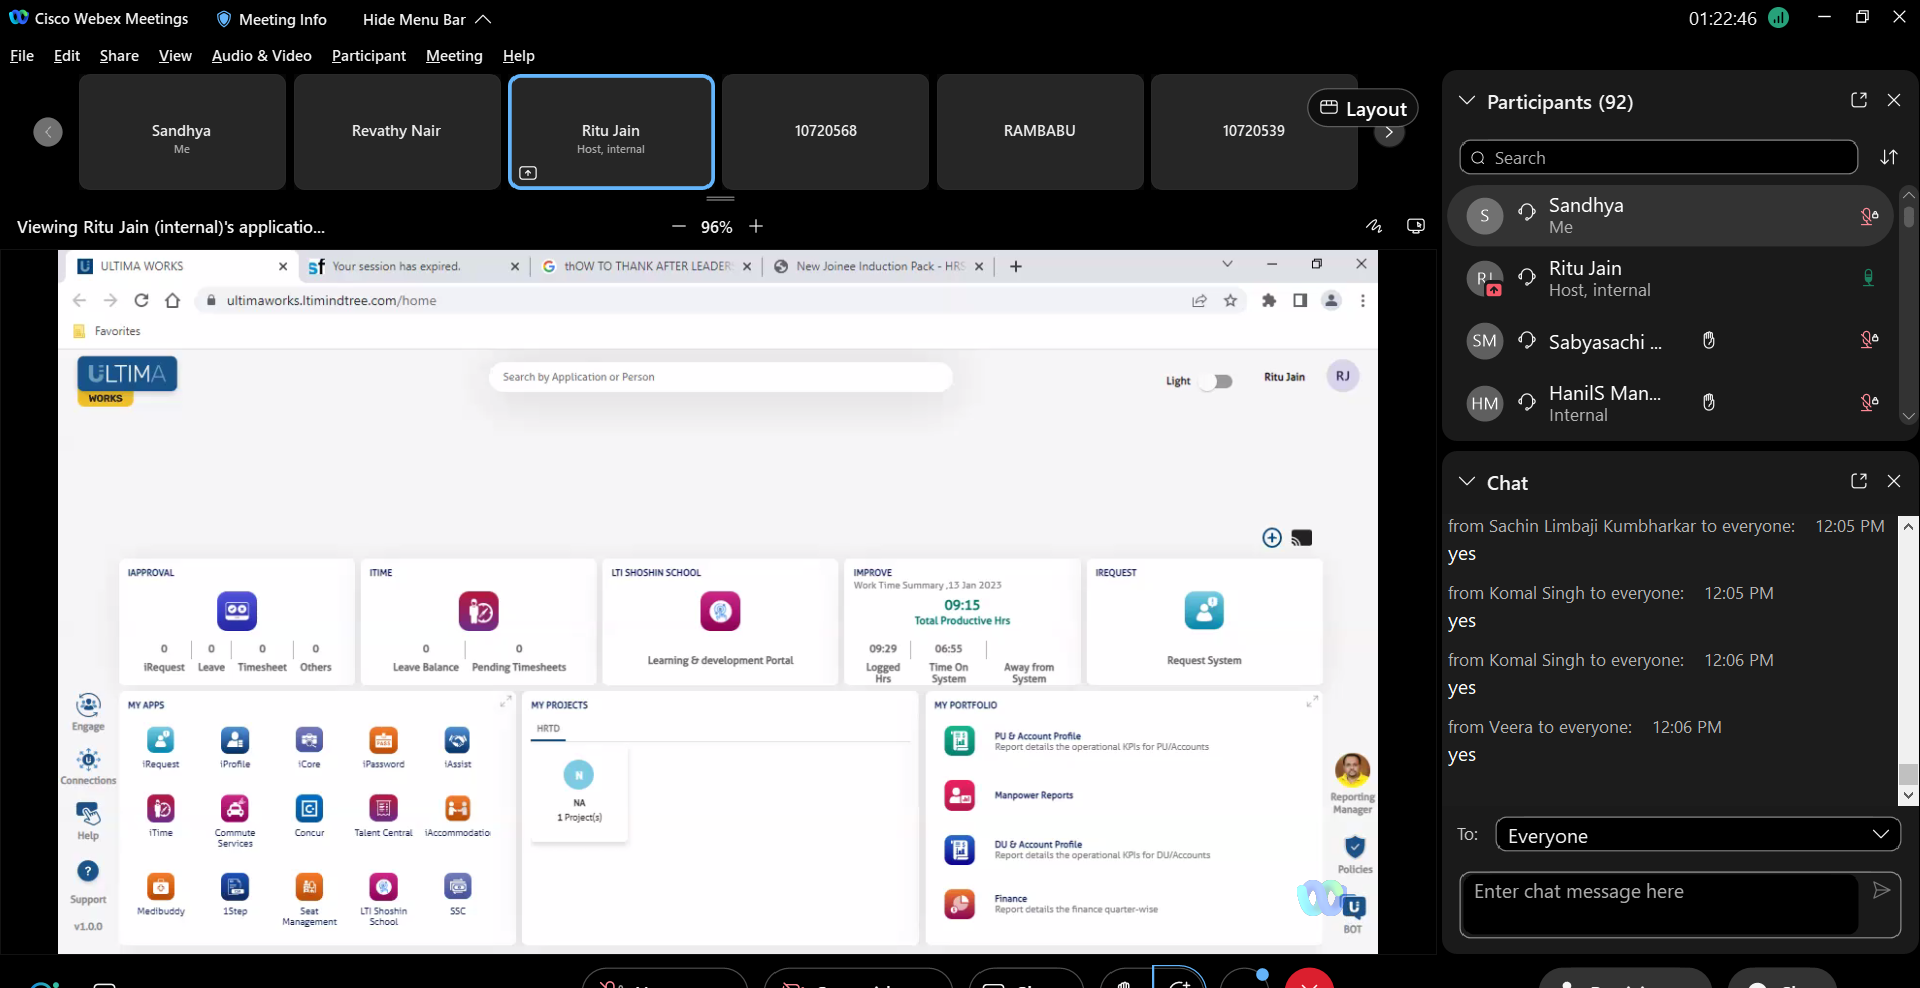 Cisco Webex Meetings
Meeting Info
Hide Menu Bar
01:22:46
File Edit Share View Audio & Video Participant Meeting Help
Sandhya
Me
Revathy Nair
Ritu Jain
Host, internal
10720568
RAMBABU
10720539
Layout
Viewing Ritu Jain (internal)'s applicatio...
96%
ULTIMA WORKS
Your session has expired.
thOW TO THANK AFTER LEADER
New Joinee Induction Pack - HRS
ultimaworks.ltimindtree.com/home
Favorites
ULTIMA
WORKS
Search by Application or Person
Light
Ritu Jain
RJ
IAPPROVAL
0 0 0 0
iRequest Leave Timesheet Others
ITIME
0 0
Leave Balance Pending Timesheets
LTI SHOSHIN SCHOOL
Learning & development Portal
IMPROVE
Work Time Summary ,13 Jan 2023
09:15
Total Productive Hrs
09:29 06:55
Logged Hrs
Time On System
Away from System
IREQUEST
Request System
Engage
Connections
Help
Support
v1.0.0
MY APPS
iRequest iProfile iCore iPassword iAssist
iTime Commute Services Concur Talent Central iAccommodatio
Medibuddy 1Step Seat Management LTI Shoshin School SSC
MY PROJECTS
HRTD
N
NA
1 Project(s)
MY PORTFOLIO
PU & Account Profile
Report details the operational KPIs for PU/Accounts
Manpower Reports
DU & Account Profile
Report details the operational KPIs for DU/Accounts
Finance
Report details the finance quarter-wise
Reporting Manager
Policies
BOT
Participants (92)
Search
S
Sandhya
Me
RJ
Ritu Jain
Host, internal
SM
Sabyasachi ...
HM
HanilS Man...
Internal
Chat
from Sachin Limbaji Kumbharkar to everyone: 12:05 PM
yes
from Komal Singh to everyone: 12:05 PM
yes
from Komal Singh to everyone: 12:06 PM
yes
from Veera to everyone: 12:06 PM
yes
To: Everyone
Enter chat message here